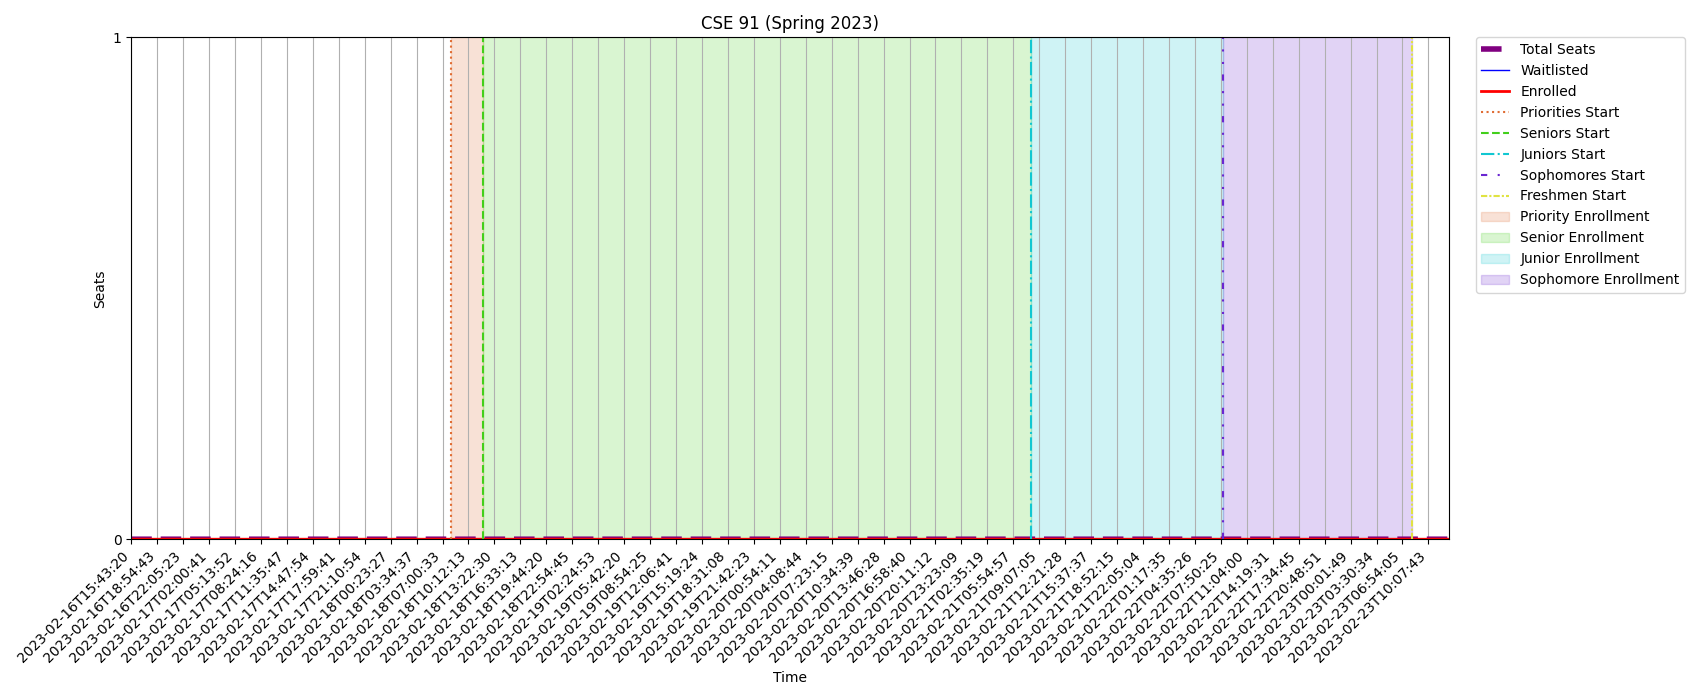 CSE 91 (Spring 2023)
1
0
Seats
2023-02-16T15:43:20
2023-02-16T18:54:43
2023-02-16T22:05:23
2023-02-17T02:00:41
2023-02-17T05:13:52
2023-02-17T08:24:16
2023-02-17T11:35:47
2023-02-17T14:47:54
2023-02-17T17:59:41
2023-02-17T21:10:54
2023-02-18T00:23:27
2023-02-18T03:34:37
2023-02-18T07:00:33
2023-02-18T10:12:13
2023-02-18T13:22:30
2023-02-18T16:33:13
2023-02-18T19:44:20
2023-02-18T22:54:45
2023-02-19T02:24:53
2023-02-19T05:42:20
2023-02-19T08:54:25
2023-02-19T12:06:41
2023-02-19T15:19:24
2023-02-19T18:31:08
2023-02-19T21:42:23
2023-02-20T00:54:11
2023-02-20T04:08:44
2023-02-20T07:23:15
2023-02-20T10:34:39
2023-02-20T13:46:28
2023-02-20T16:58:40
2023-02-20T20:11:12
2023-02-20T23:23:09
2023-02-21T02:35:19
2023-02-21T05:54:57
2023-02-21T09:07:05
2023-02-21T12:21:28
2023-02-21T15:37:37
2023-02-21T18:52:15
2023-02-21T22:05:04
2023-02-22T01:17:35
2023-02-22T04:35:26
2023-02-22T07:50:25
2023-02-22T11:04:00
2023-02-22T14:19:31
2023-02-22T17:34:45
2023-02-22T20:48:51
2023-02-23T00:01:49
2023-02-23T03:30:34
2023-02-23T06:54:05
2023-02-23T10:07:43
Time
Total Seats
Waitlisted
Enrolled
Priorities Start
Seniors Start
Juniors Start
Sophomores Start
Freshmen Start
Priority Enrollment
Senior Enrollment
Junior Enrollment
Sophomore Enrollment